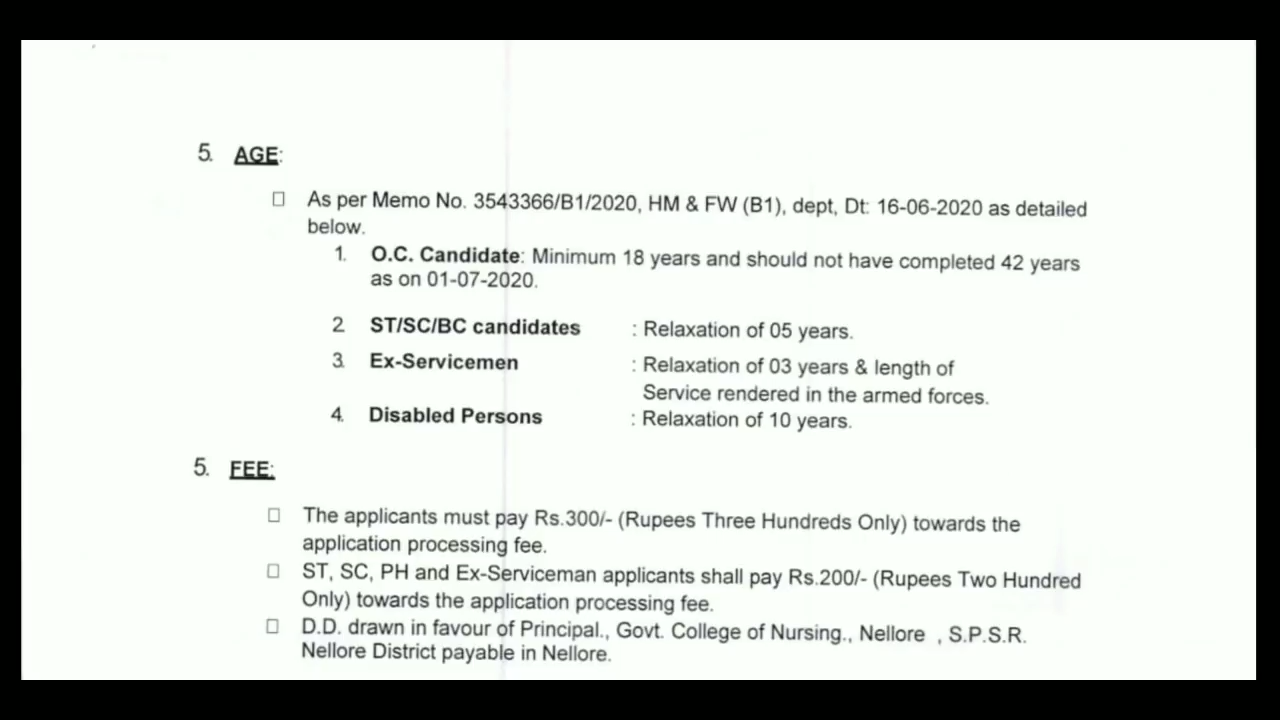 5. AGE:
□ As per Memo No. 3543366/B1/2020, HM & FW (B1), dept, Dt: 16-06-2020 as detailed
below.
1. O.C. Candidate: Minimum 18 years and should not have completed 42 years
as on 01-07-2020.
2. ST/SC/BC candidates : Relaxation of 05 years.
3. Ex-Servicemen : Relaxation of 03 years & length of
Service rendered in the armed forces.
4. Disabled Persons : Relaxation of 10 years.
5. FEE:
□ The applicants must pay Rs.300/- (Rupees Three Hundreds Only) towards the
application processing fee.
□ ST, SC, PH and Ex-Serviceman applicants shall pay Rs.200/- (Rupees Two Hundred
Only) towards the application processing fee.
□ D.D. drawn in favour of Principal., Govt. College of Nursing., Nellore , S.P.S.R.
Nellore District payable in Nellore.